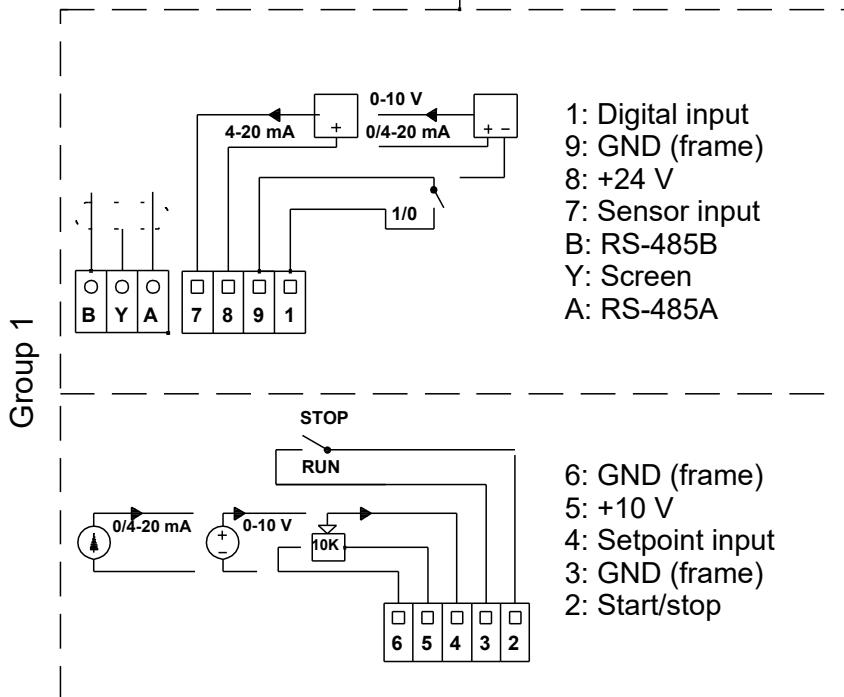 Group 1
0-10 V
4-20 mA
+
0/4-20 mA
+ −
1/0
B Y A
7 8 9 1
1: Digital input
9: GND (frame)
8: +24 V
7: Sensor input
B: RS-485B
Y: Screen
A: RS-485A
STOP
RUN
0/4-20 mA
+
−
0-10 V
10K
6 5 4 3 2
6: GND (frame)
5: +10 V
4: Setpoint input
3: GND (frame)
2: Start/stop